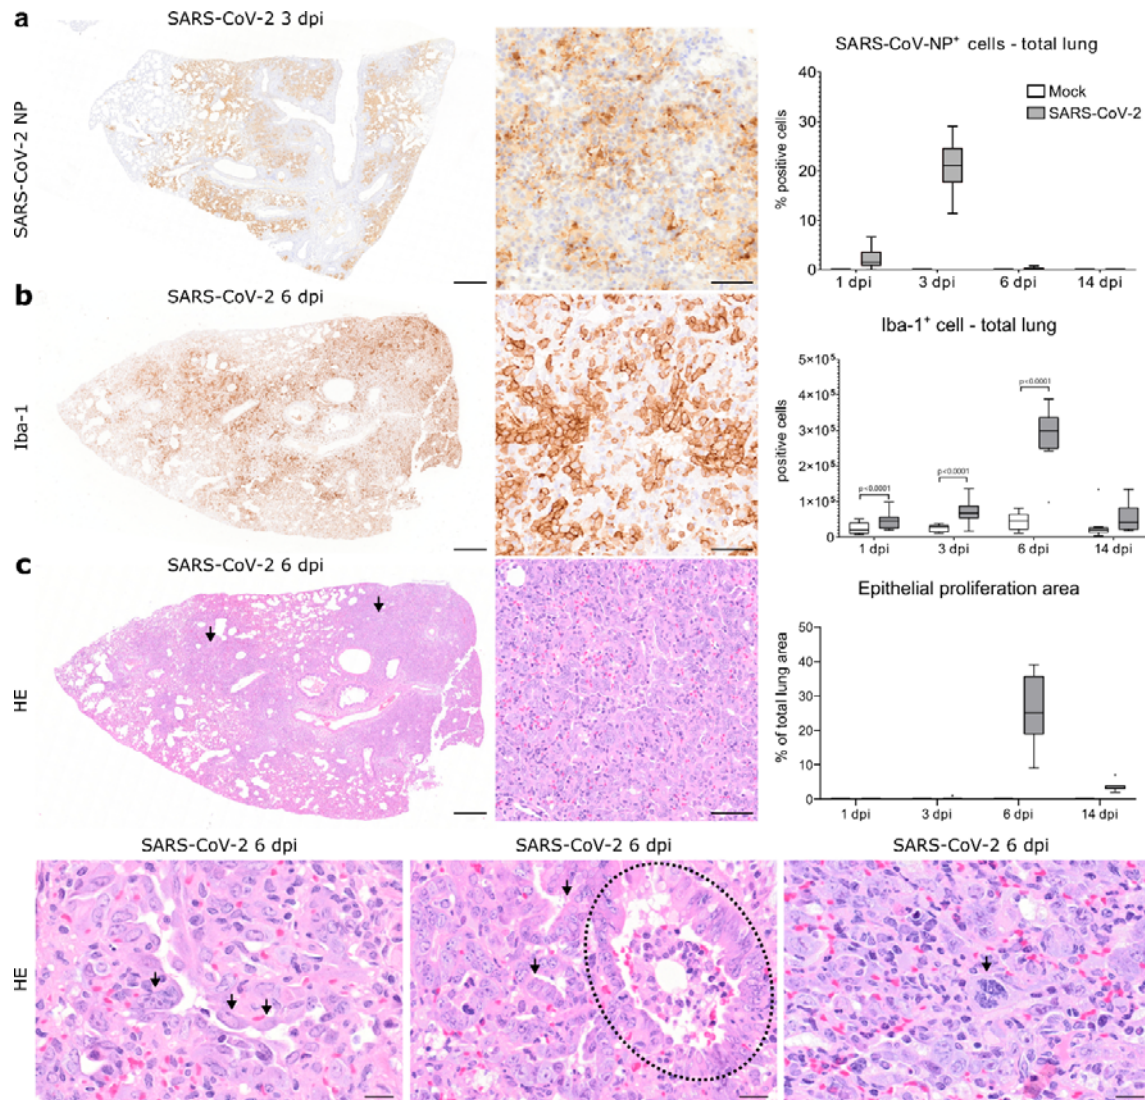 a
SARS-CoV-2 3 dpi
SARS-CoV-2 NP
SARS-CoV-NP⁺ cells - total lung
% positive cells
40
30
20
10
0
Mock
SARS-CoV-2
1 dpi
3 dpi
6 dpi
14 dpi
b
SARS-CoV-2 6 dpi
Iba-1
Iba-1⁺ cell - total lung
positive cells
5×10⁵
4×10⁵
3×10⁵
2×10⁵
1×10⁵
0
p<0.0001
p<0.0001
p<0.0001
1 dpi
3 dpi
6 dpi
14 dpi
c
SARS-CoV-2 6 dpi
HE
Epithelial proliferation area
% of total lung area
50
40
30
20
10
0
1 dpi
3 dpi
6 dpi
14 dpi
SARS-CoV-2 6 dpi
SARS-CoV-2 6 dpi
SARS-CoV-2 6 dpi
HE